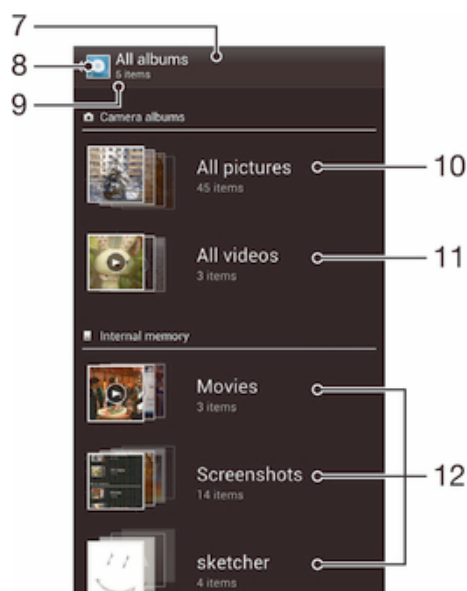 7
8
All albums
5 items
9
Camera albums
All pictures
45 items
10
All videos
3 items
11
Internal memory
Movies
3 items
Screenshots
14 items
12
sketcher
4 items